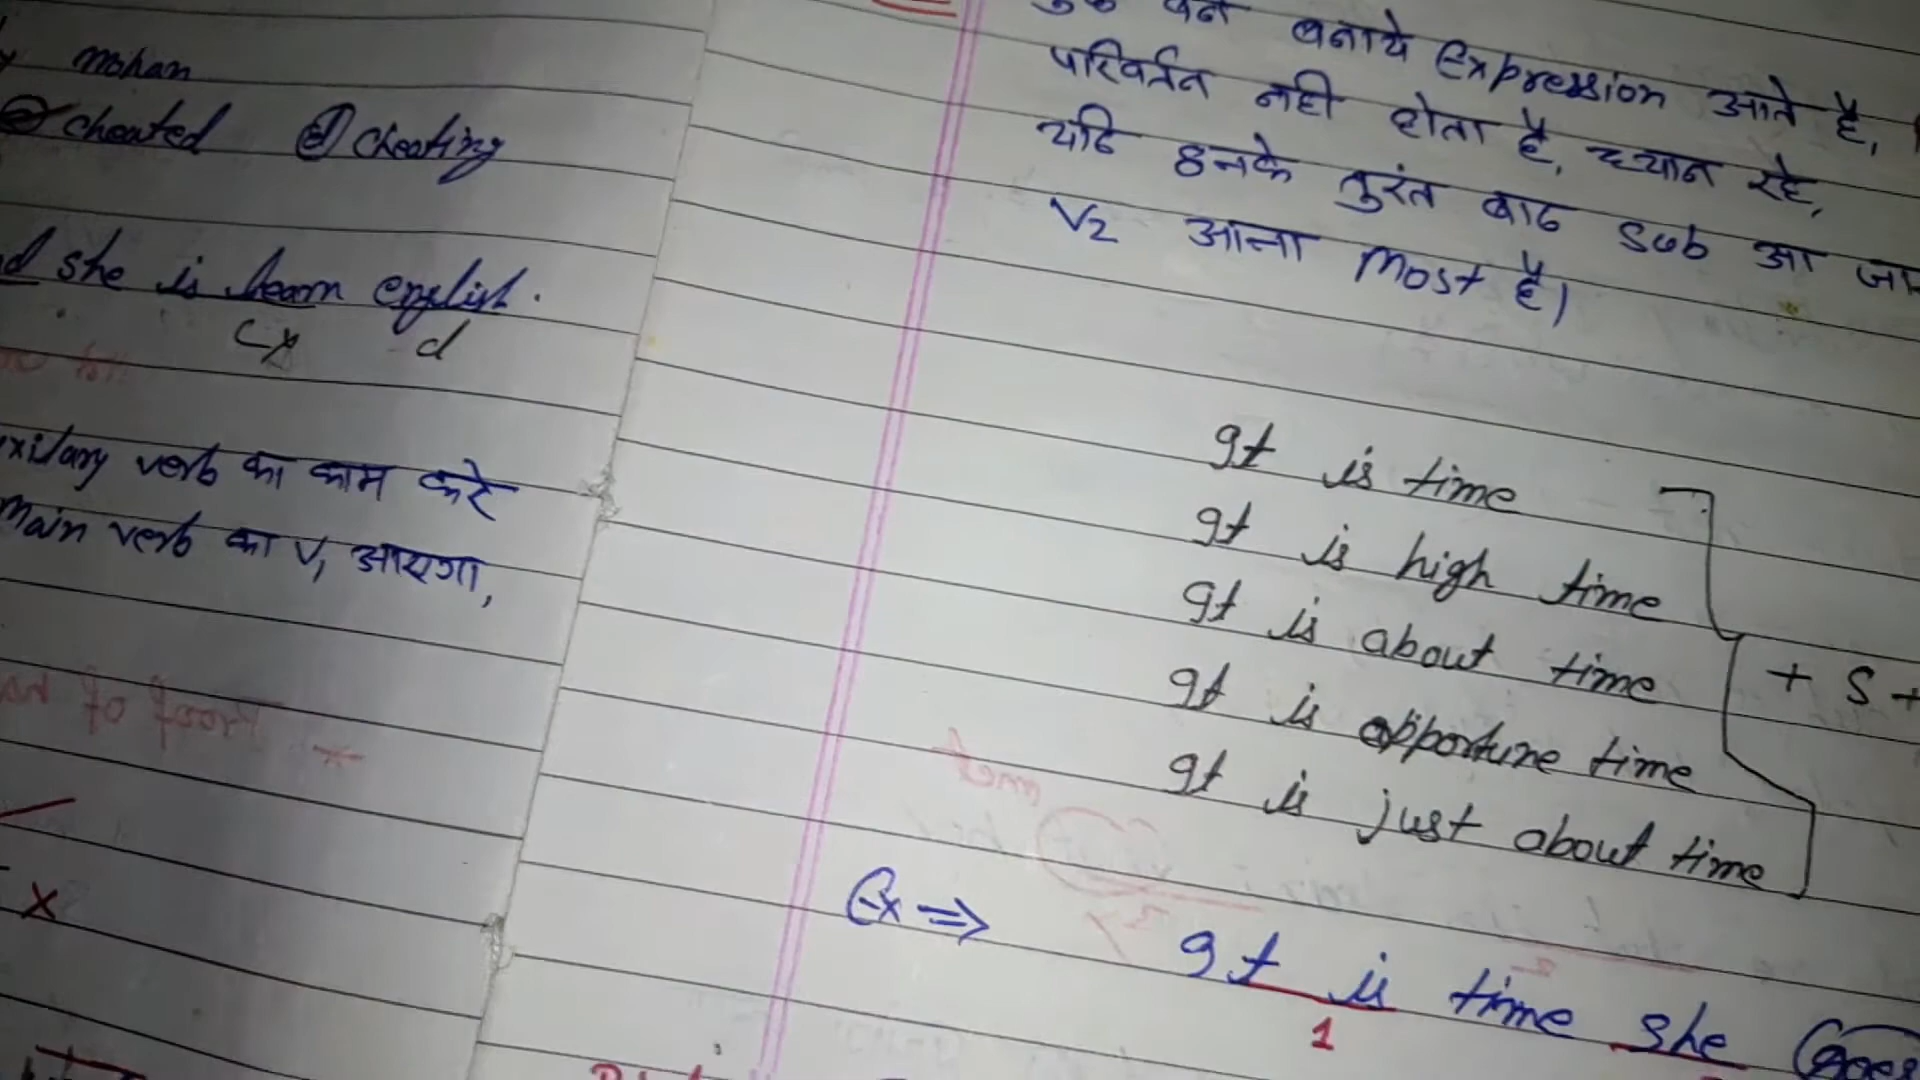 mohan
cheated (d) cheating
d she is learn english.
cx d
verb का काम करे
main verb का V1 आएगा,
x
बनाये Expression आते है,
परिवर्तन नही होता है, ध्यान रहे,
यदि इनके तुरंत बाद Sub आ
V2 आना most है।
It is time
It is high time
It is about time
It is opportune time
It is just about time
+ S +
Ex ⇒ It is time she goes
1